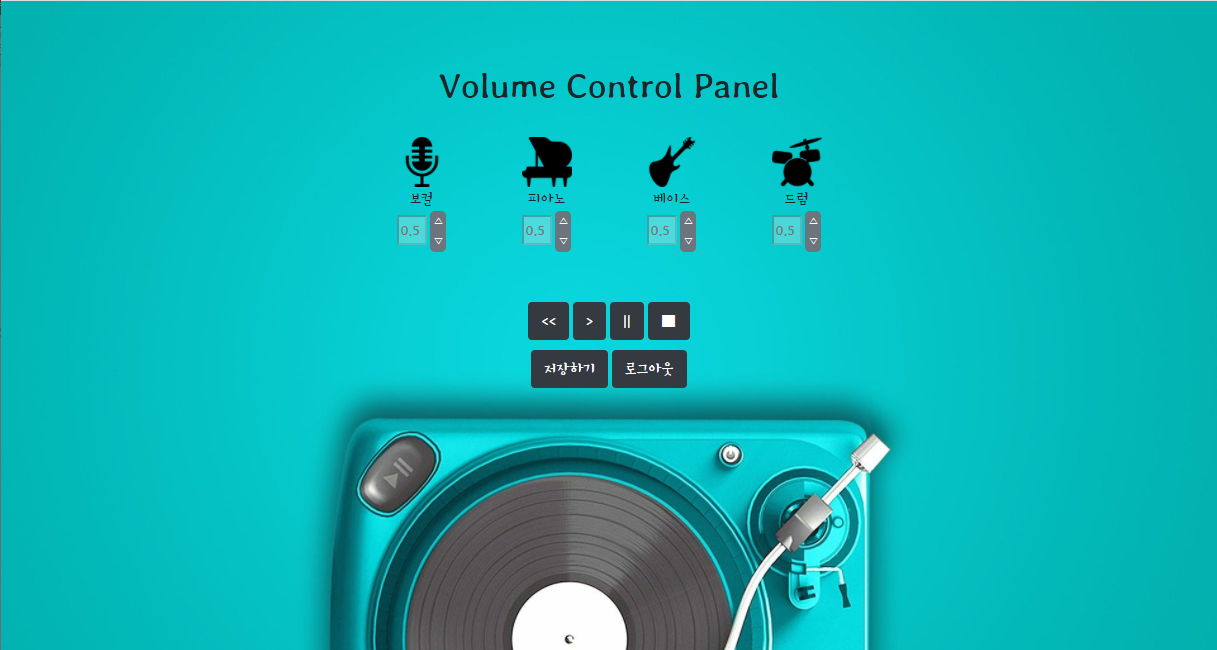 Volume Control Panel
보컬 피아노 베이스 드럼
0.5 0.5 0.5 0.5
<< > || ■
저장하기 로그아웃